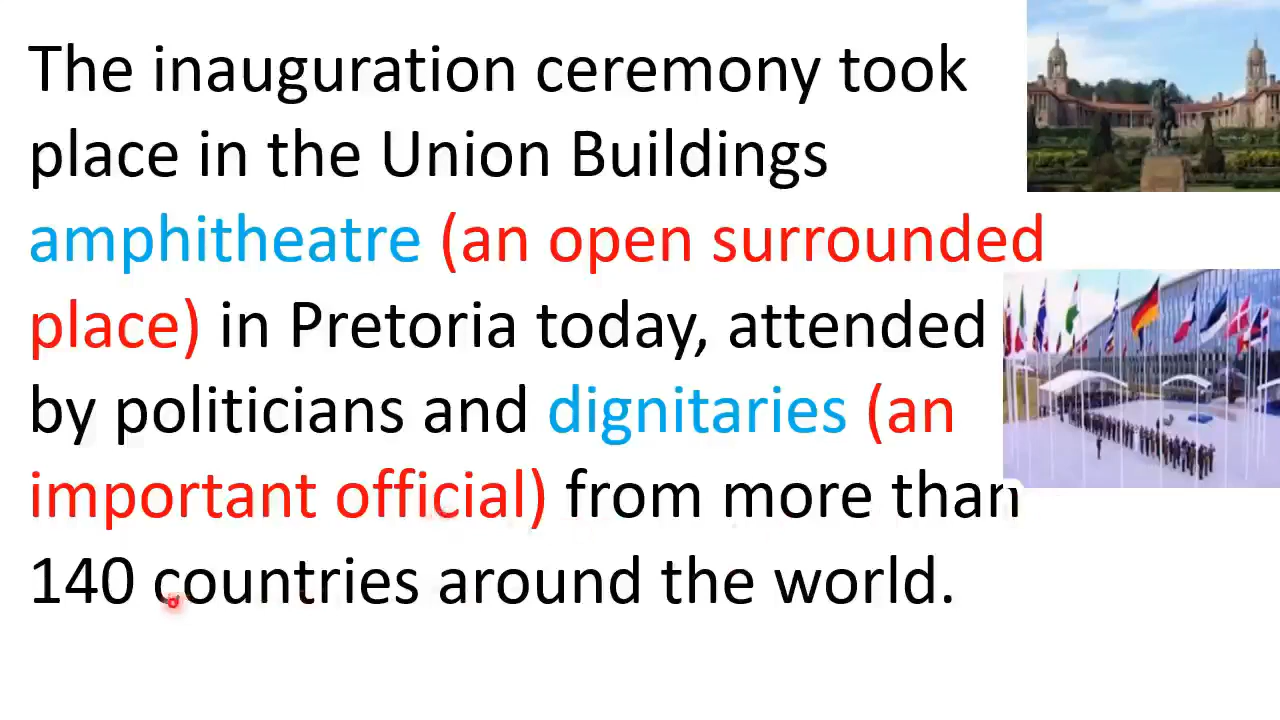 The inauguration ceremony took
place in the Union Buildings
amphitheatre (an open surrounded
place) in Pretoria today, attended
by politicians and dignitaries (an
important official) from more than
140 countries around the world.